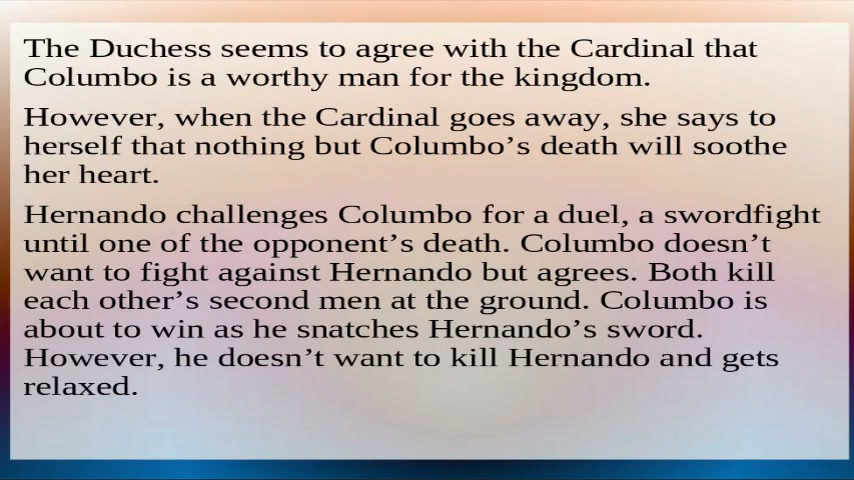 The Duchess seems to agree with the Cardinal that
Columbo is a worthy man for the kingdom.
However, when the Cardinal goes away, she says to
herself that nothing but Columbo’s death will soothe
her heart.
Hernando challenges Columbo for a duel, a swordfight
until one of the opponent’s death. Columbo doesn’t
want to fight against Hernando but agrees. Both kill
each other’s second men at the ground. Columbo is
about to win as he snatches Hernando’s sword.
However, he doesn’t want to kill Hernando and gets
relaxed.